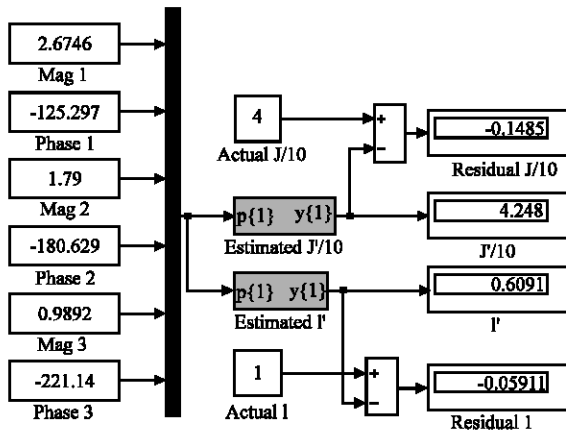 2.6746
Mag 1
-125.297
Phase 1
1.79
Mag 2
-180.629
Phase 2
0.9892
Mag 3
-221.14
Phase 3
4
Actual J/10
+
−
-0.1485
Residual J/10
p{1} y{1}
Estimated J'/10
4.248
J'/10
p{1} y{1}
Estimated l'
0.6091
l'
1
Actual l
+
−
-0.05911
Residual 1